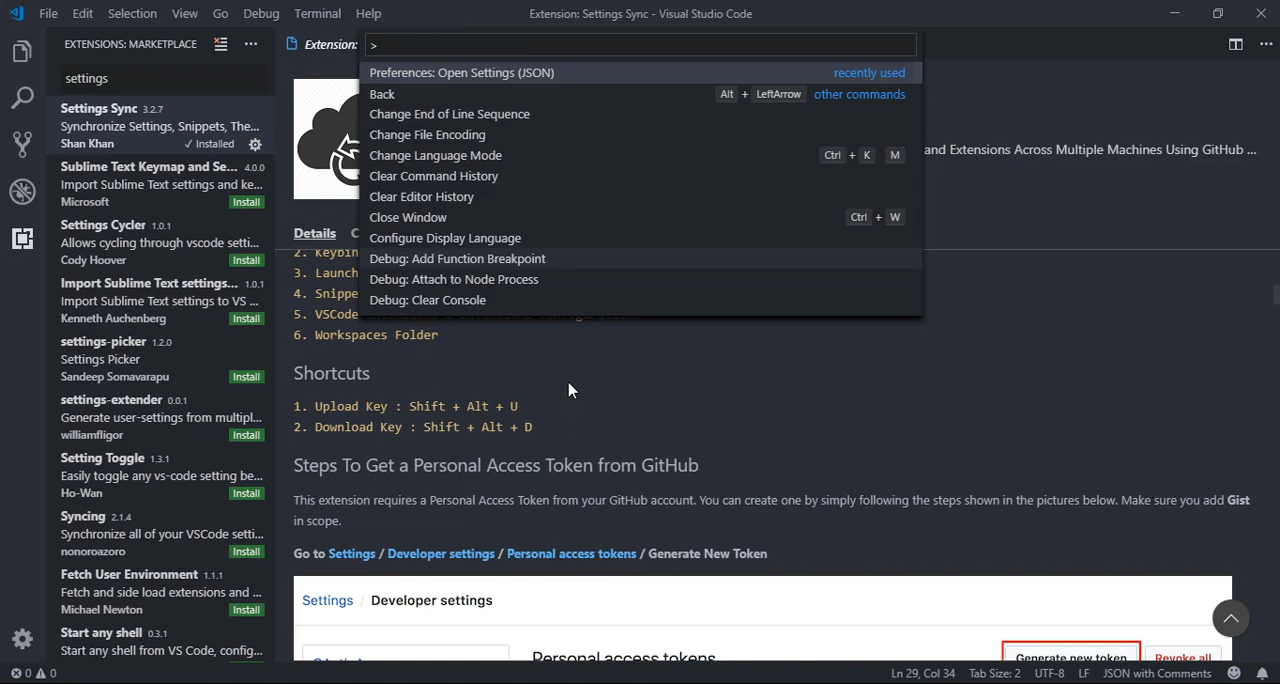 File Edit Selection View Go Debug Terminal Help
Extension: Settings Sync - Visual Studio Code
EXTENSIONS: MARKETPLACE
settings
Settings Sync 3.2.7
Synchronize Settings, Snippets, The...
Shan Khan ✓ Installed
Sublime Text Keymap and Se... 4.0.0
Import Sublime Text settings and ke...
Microsoft Install
Settings Cycler 1.0.1
Allows cycling through vscode setti...
Cody Hoover Install
Import Sublime Text settings... 1.0.1
Import Sublime Text settings to VS ...
Kenneth Auchenberg Install
settings-picker 1.2.0
Settings Picker
Sandeep Somavarapu Install
settings-extender 0.0.1
Generate user-settings from multipl...
williamfligor Install
Setting Toggle 1.3.1
Easily toggle any vs-code setting be...
Ho-Wan Install
Syncing 2.1.4
Synchronize all of your VSCode setti...
nonoroazoro Install
Fetch User Environment 1.1.1
Fetch and side load extensions and ...
Michael Newton Install
Start any shell 0.3.1
Start any shell from VS Code, config...
Extension:
>
Preferences: Open Settings (JSON) recently used
Back Alt + LeftArrow other commands
Change End of Line Sequence
Change File Encoding
Change Language Mode Ctrl + K M
Clear Command History
Clear Editor History
Close Window Ctrl + W
Configure Display Language
Debug: Add Function Breakpoint
Debug: Attach to Node Process
Debug: Clear Console
and Extensions Across Multiple Machines Using GitHub ...
Details C
2. Keybin
3. Launch
4. Snippe
5. VSCode
6. Workspaces Folder
Shortcuts
1. Upload Key : Shift + Alt + U
2. Download Key : Shift + Alt + D
Steps To Get a Personal Access Token from GitHub
This extension requires a Personal Access Token from your GitHub account. You can create one by simply following the steps shown in the pictures below. Make sure you add Gist
in scope.
Go to Settings / Developer settings / Personal access tokens / Generate New Token
Settings / Developer settings
Personal access tokens Generate new token Revoke all
0 0 Ln 29, Col 34 Tab Size: 2 UTF-8 LF JSON with Comments